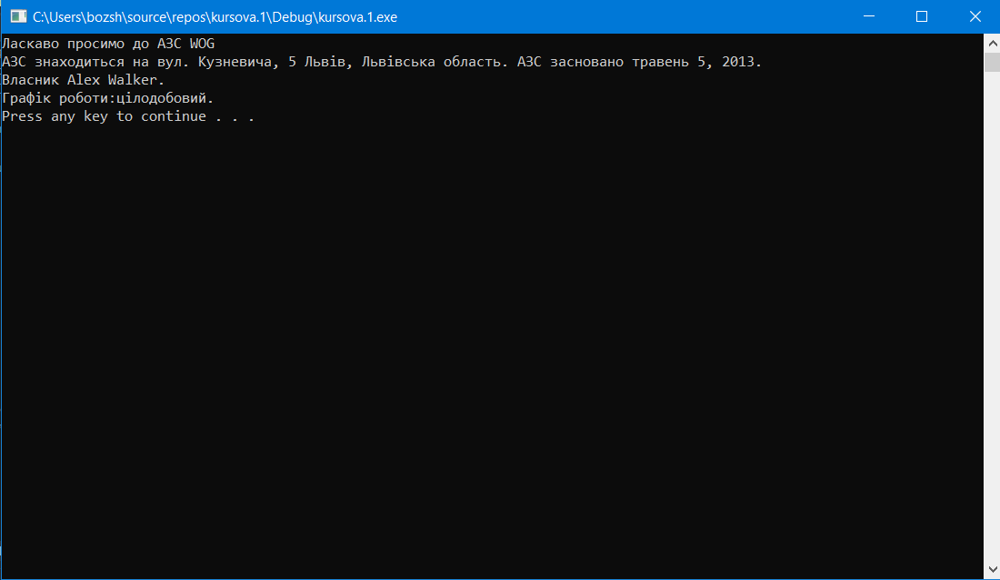 C:\Users\bozsh\source\repos\kursova.1\Debug\kursova.1.exe
Ласкаво просимо до АЗС WOG
АЗС знаходиться на вул. Кузневича, 5 Львів, Львівська область. АЗС засновано травень 5, 2013.
Власник Alex Walker.
Графік роботи:цілодобовий.
Press any key to continue . . .